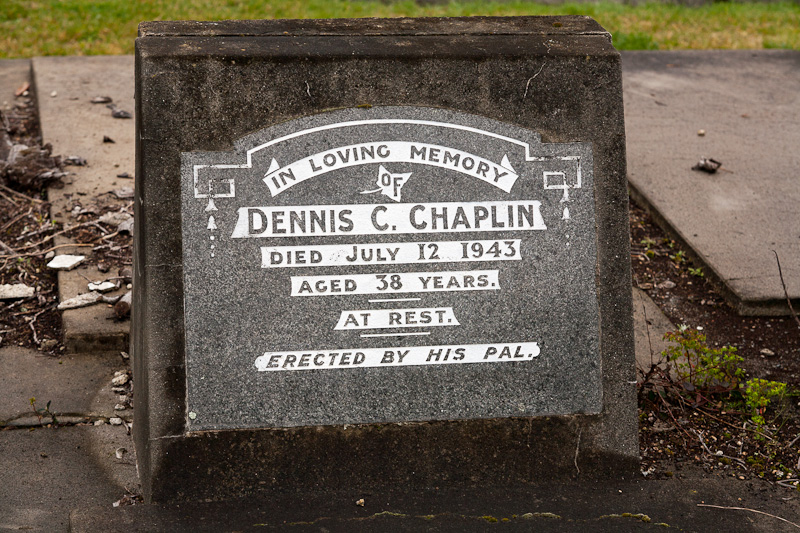 IN LOVING MEMORY
OF
DENNIS C. CHAPLIN
DIED JULY 12 1943
AGED 38 YEARS.
AT REST.
ERECTED BY HIS PAL.